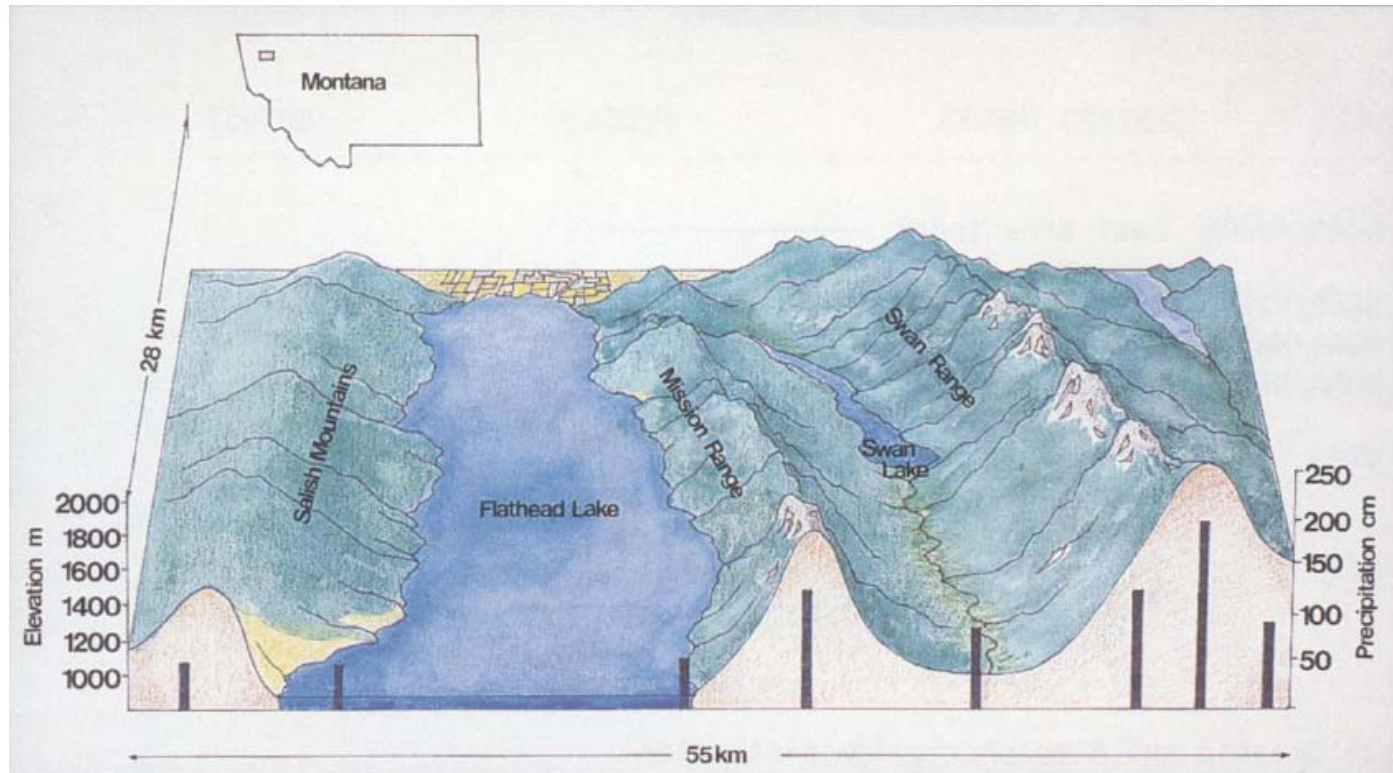 Montana
28 km
Salish Mountains
Flathead Lake
Mission Range
Swan
Lake
Swan Range
Elevation m
2000
1800
1600
1400
1200
1000
250
200
150
100
50
Precipitation cm
55km